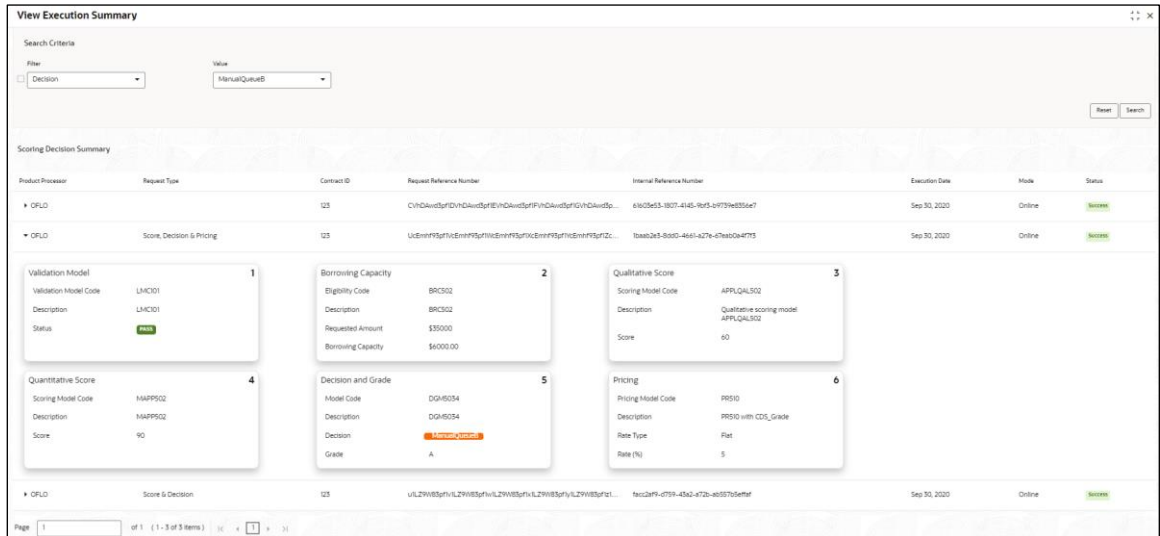 View Execution Summary
Search Criteria
Filter Value
Decision ManualQueueB
Reset Search
Scoring Decision Summary
Product Processor Request Type Contract ID Request Reference Number Internal Reference Number Execution Date Mode Status
OFLO 123 Sep 30, 2020 Online Success
OFLO Score, Decision & Pricing 123 Sep 30, 2020 Online Success
Validation Model 1 Borrowing Capacity 2 Qualitative Score 3
Validation Model Code LMC101 Eligibility Code BRC502 Scoring Model Code APPLQAL502
Description LMC101 Description BRC502 Description Qualitative scoring model
APPLQAL502
Status PASS Requested Amount $35000
Score 60
Borrowing Capacity $6000.00
Quantitative Score 4 Decision and Grade 5 Pricing 6
Scoring Model Code MAPP502 Model Code DGM5034 Pricing Model Code PR510
Description MAPP502 Description DGM5034 Description PR510 with CDS_Grade
Score 90 Decision ManualQueueB Rate Type Flat
Grade A Rate (%) 5
OFLO Score & Decision 123 Sep 30, 2020 Online Success
Page 1 of 1 (1 - 3 of 3 items) 1